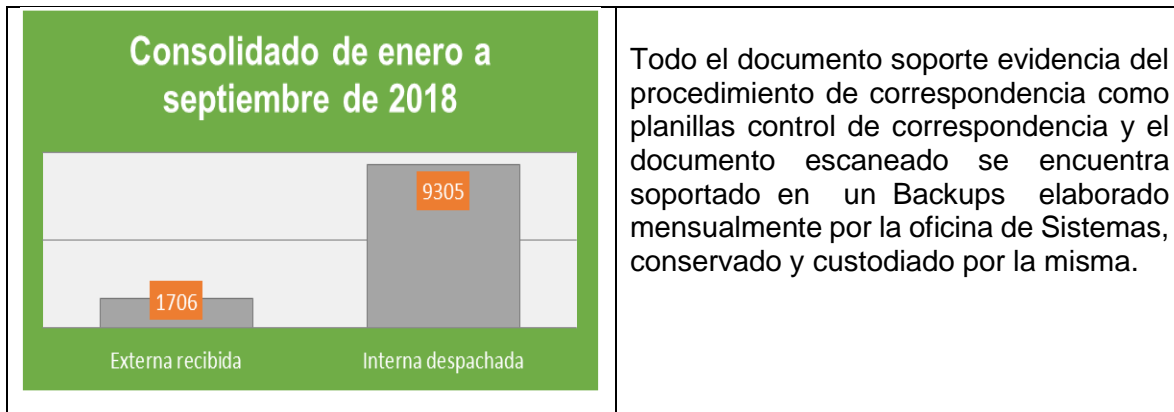 Consolidado de enero a
septiembre de 2018
9305
1706
Externa recibida
Interna despachada
Todo el documento soporte evidencia del
procedimiento de correspondencia como
planillas control de correspondencia y el
documento escaneado se encuentra
soportado en un Backups elaborado
mensualmente por la oficina de Sistemas,
conservado y custodiado por la misma.